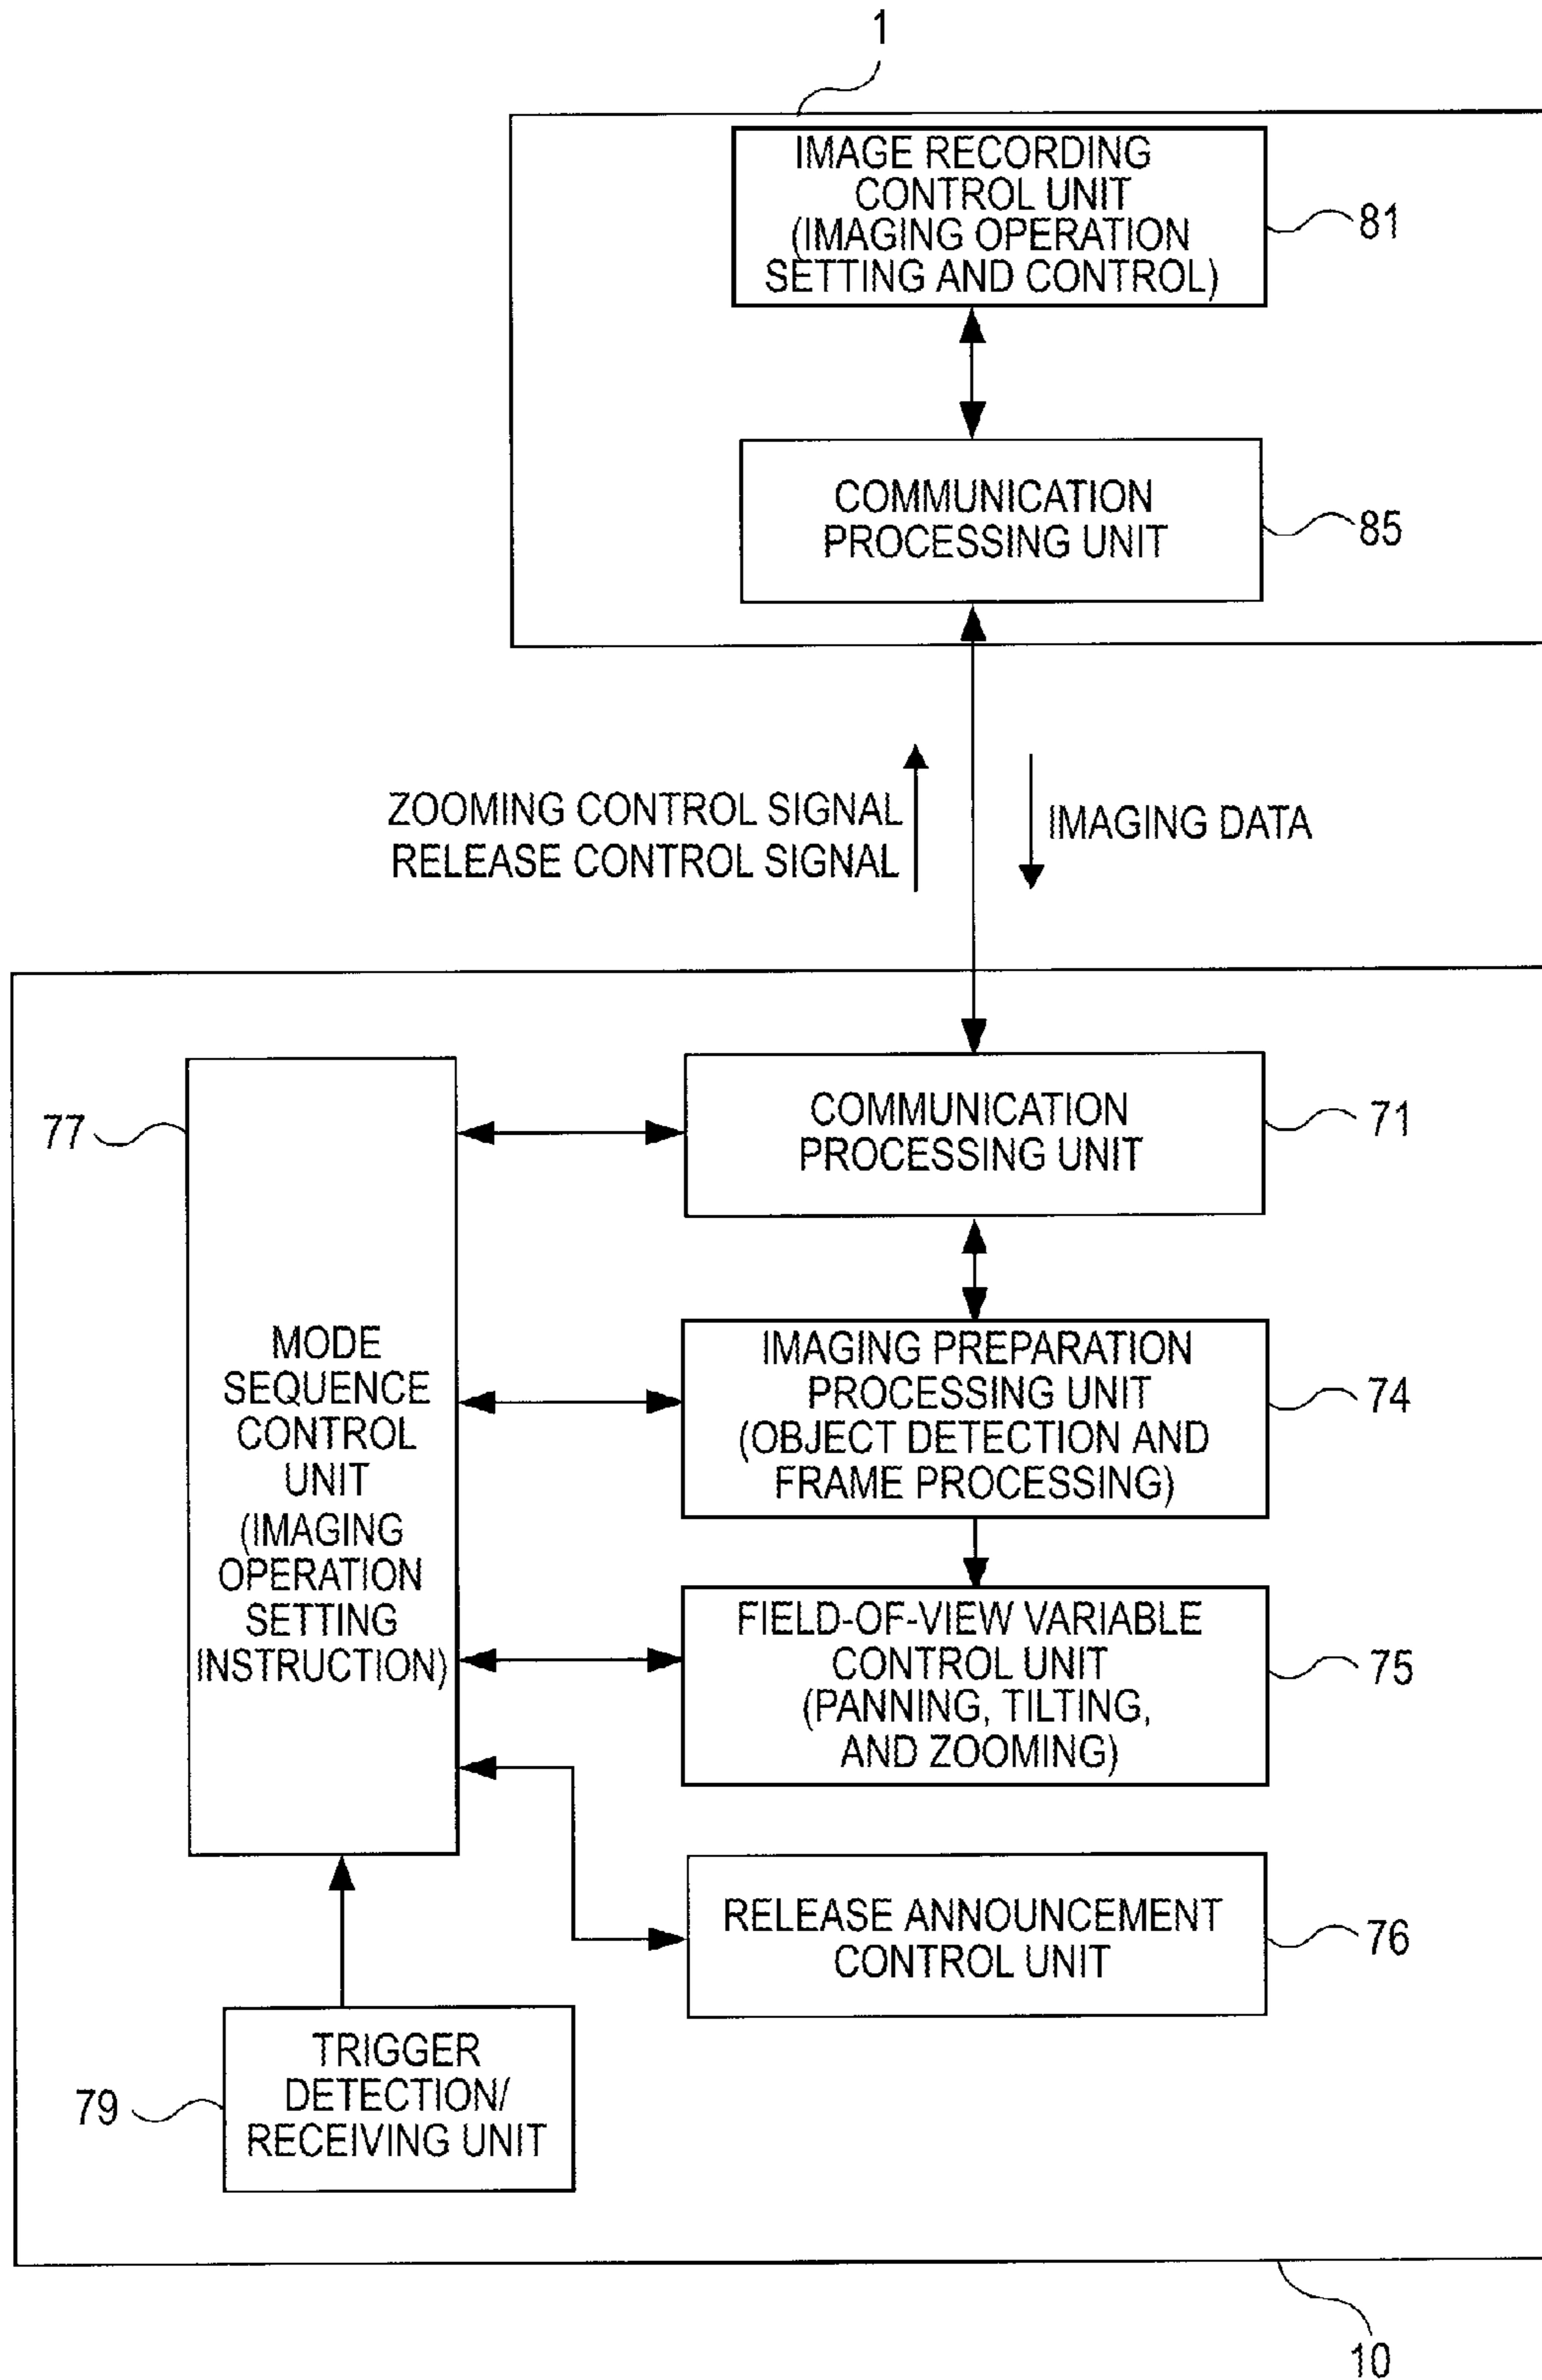 1
IMAGE RECORDING
CONTROL UNIT
(IMAGING OPERATION
SETTING AND CONTROL)
81
COMMUNICATION
PROCESSING UNIT
85
ZOOMING CONTROL SIGNAL
RELEASE CONTROL SIGNAL
IMAGING DATA
77
COMMUNICATION
PROCESSING UNIT
71
MODE
SEQUENCE
CONTROL
UNIT
(IMAGING
OPERATION
SETTING
INSTRUCTION)
IMAGING PREPARATION
PROCESSING UNIT
(OBJECT DETECTION AND
FRAME PROCESSING)
74
FIELD-OF-VIEW VARIABLE
CONTROL UNIT
(PANNING, TILTING,
AND ZOOMING)
75
RELEASE ANNOUNCEMENT
CONTROL UNIT
76
TRIGGER
DETECTION/
RECEIVING UNIT
79
10